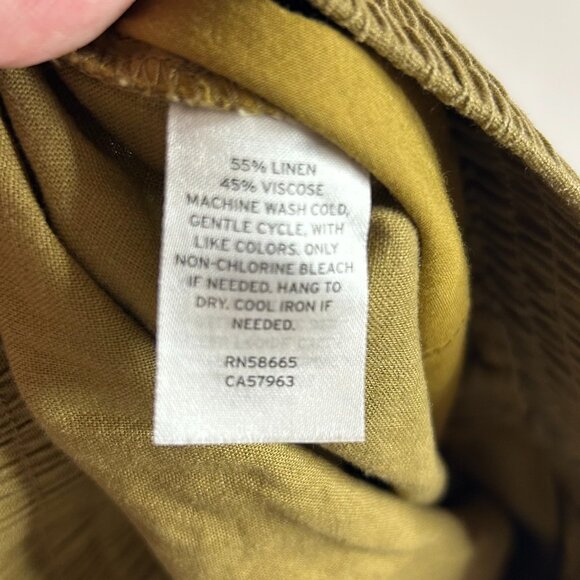 55% LINEN
45% VISCOSE
MACHINE WASH COLD,
GENTLE CYCLE, WITH
LIKE COLORS. ONLY
NON-CHLORINE BLEACH
IF NEEDED. HANG TO
DRY. COOL IRON IF
NEEDED.
RN58665
CA57963